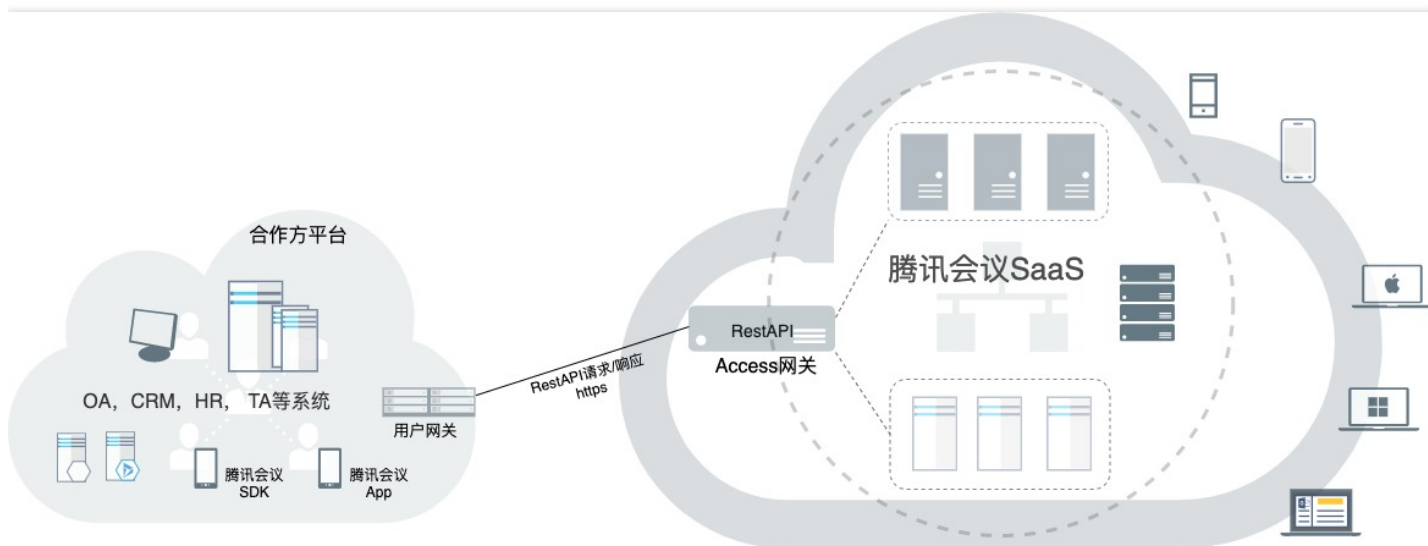 合作方平台
OA，CRM，HR， TA等系统
腾讯会议
SDK
腾讯会议
App
用户网关
RestAPI请求/响应
https
RestAPI
Access网关
腾讯会议SaaS